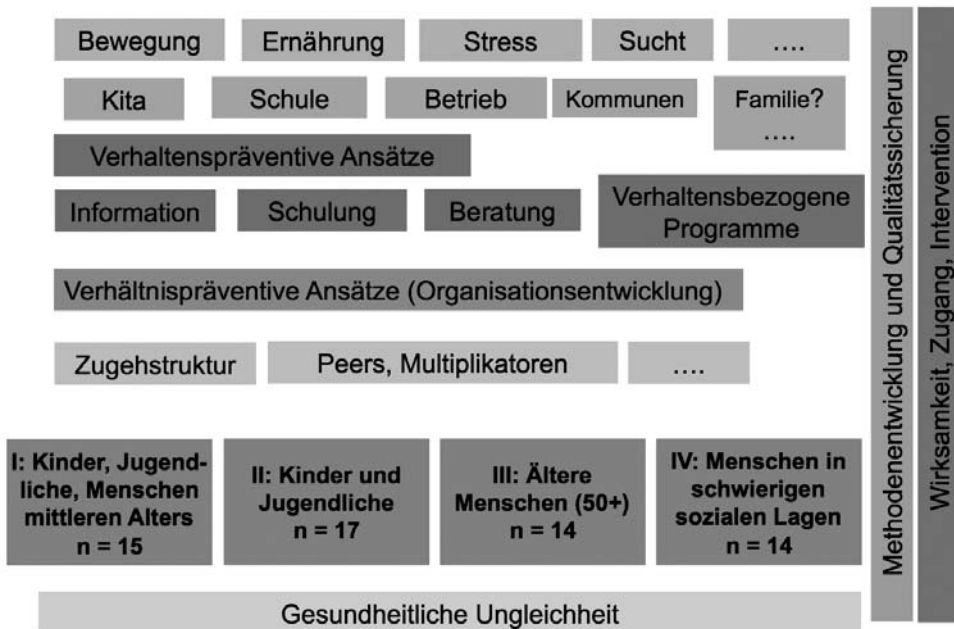 Bewegung
Ernährung
Stress
Sucht
....
Kita
Schule
Betrieb
Kommunen
Familie?
....
Verhaltenspräventive Ansätze
Information
Schulung
Beratung
Verhaltensbezogene
Programme
Verhältnispräventive Ansätze (Organisationsentwicklung)
Zugehstruktur
Peers, Multiplikatoren
....
I: Kinder, Jugend-
liche, Menschen
mittleren Alters
n = 15
II: Kinder und
Jugendliche
n = 17
III: Ältere
Menschen (50+)
n = 14
IV: Menschen in
schwierigen
sozialen Lagen
n = 14
Gesundheitliche Ungleichheit
Methodenentwicklung und Qualitätssicherung
Wirksamkeit, Zugang, Intervention